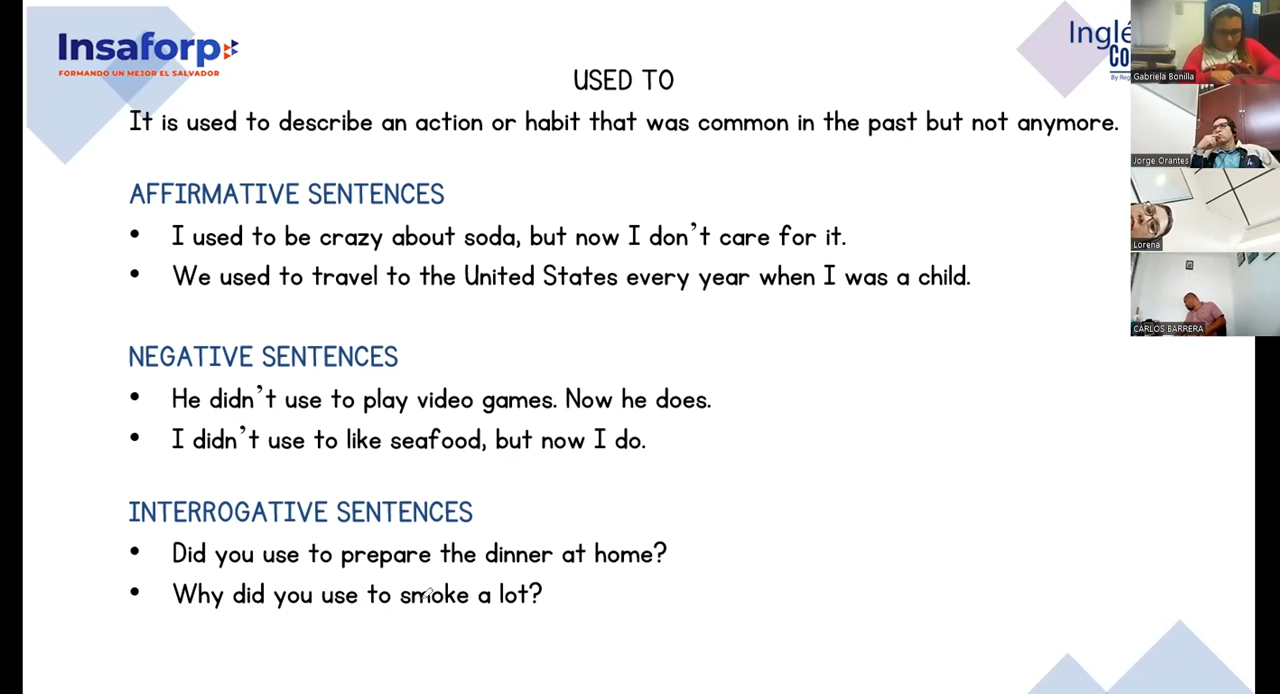 Insaforp
FORMANDO UN MEJOR EL SALVADOR
Inglé
CO
By Reg
USED TO
It is used to describe an action or habit that was common in the past but not anymore.
AFFIRMATIVE SENTENCES
• I used to be crazy about soda, but now I don't care for it.
• We used to travel to the United States every year when I was a child.
NEGATIVE SENTENCES
• He didn't use to play video games. Now he does.
• I didn't use to like seafood, but now I do.
INTERROGATIVE SENTENCES
• Did you use to prepare the dinner at home?
• Why did you use to smoke a lot?
Gabriela Bonilla
Jorge Orantes
Lorena
CARLOS BARRERA